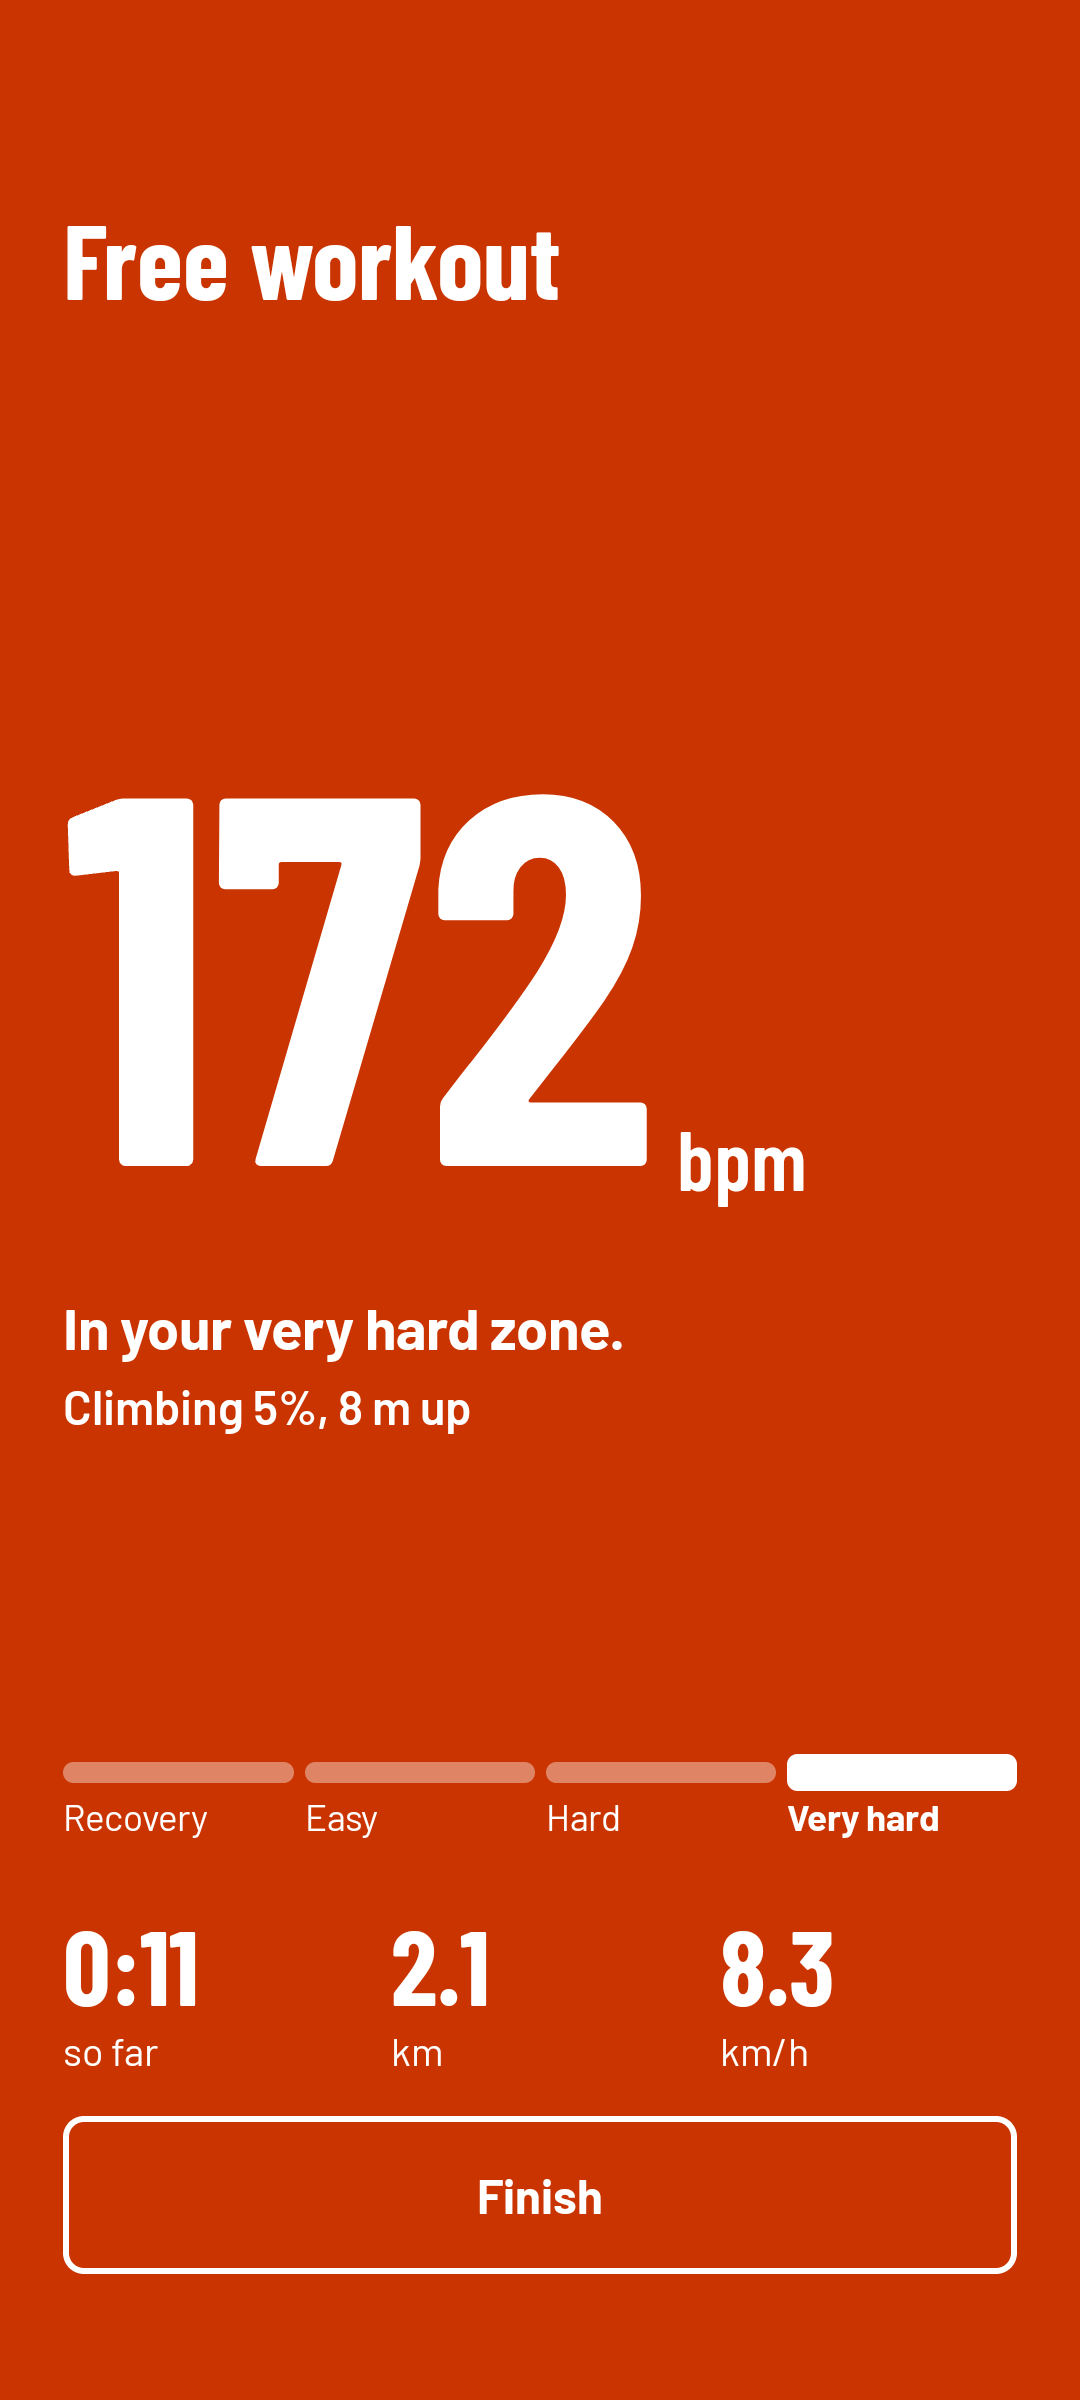 Free workout
172 bpm
In your very hard zone.
Climbing 5%, 8 m up
Recovery Easy Hard Very hard
0:11 2.1 8.3
so far km km/h
Finish